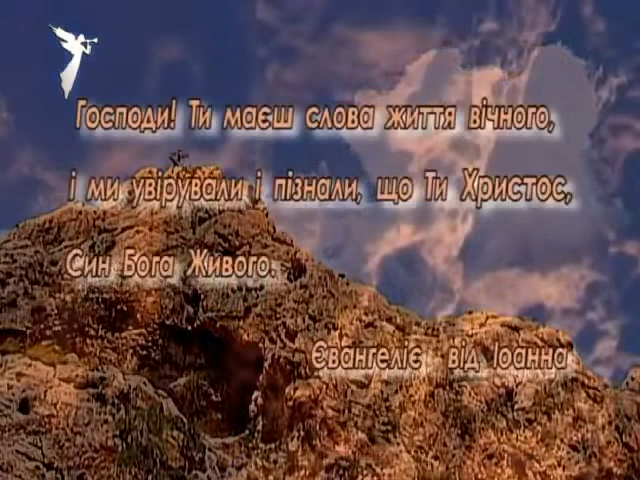 Господи! Ти маєш слова життя вічного,
і ми увірували і пізнали, що Ти Христос,
Син Бога Живого.
Євангеліє від Іоанна